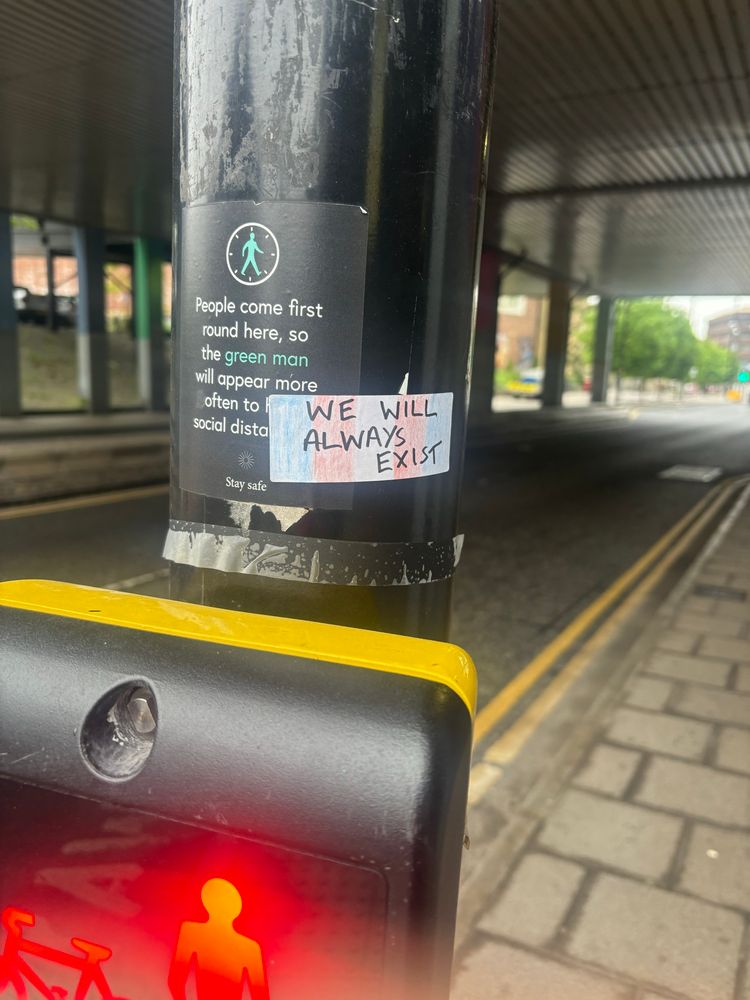 People come first
round here, so
the green man
will appear more
often to
social dista
Stay safe
WE WILL
ALWAYS
EXIST